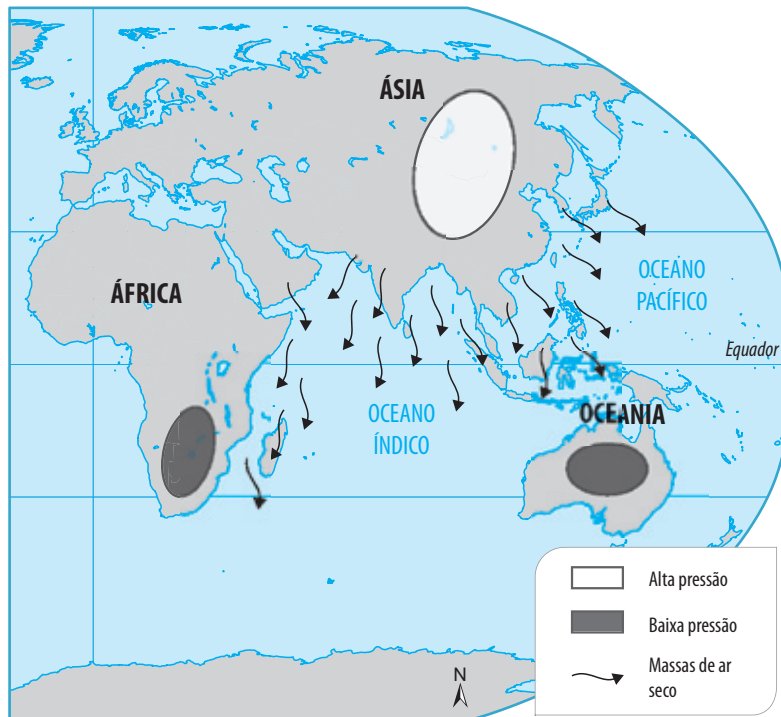 ÁSIA
ÁFRICA
OCEANO
PACÍFICO
Equador
OCEANO
ÍNDICO
OCEANIA
Alta pressão
Baixa pressão
Massas de ar
seco
N